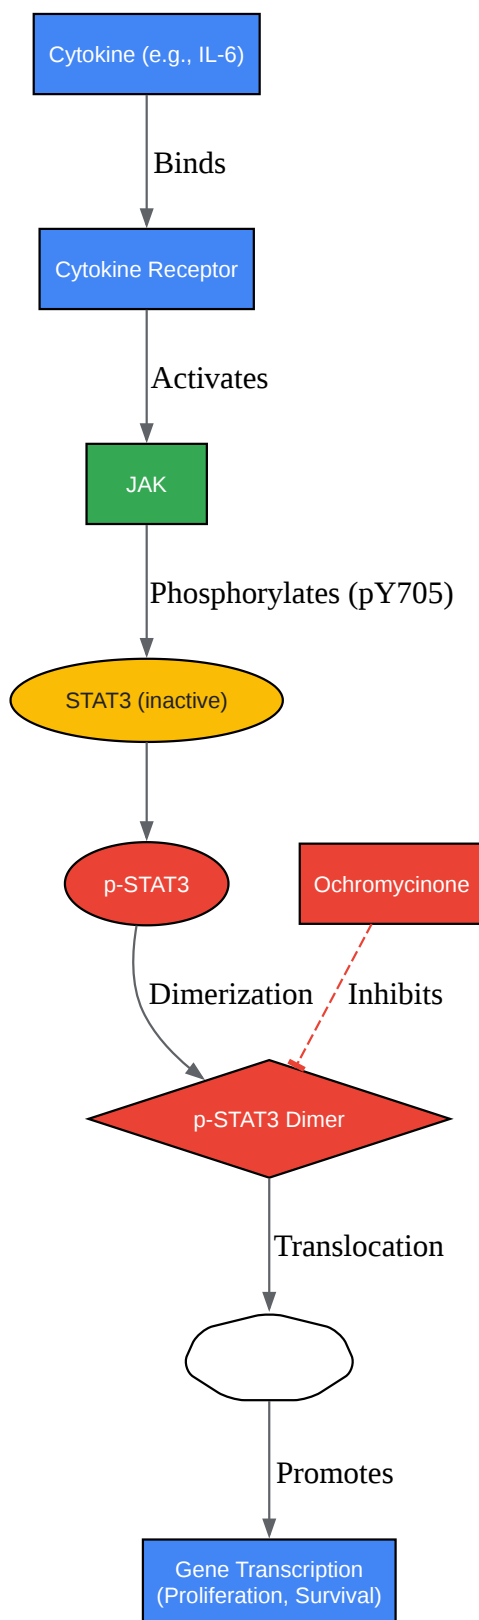 Cytokine (e.g., IL-6)
Binds
Cytokine Receptor
Activates
JAK
Phosphorylates (pY705)
STAT3 (inactive)
p-STAT3
Ochromycinone
Dimerization
Inhibits
p-STAT3 Dimer
Translocation
Promotes
Gene Transcription
(Proliferation, Survival)